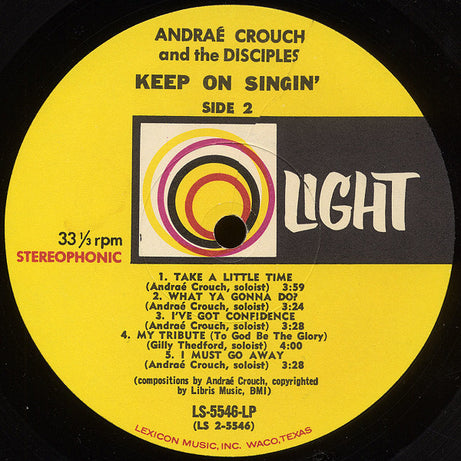 ANDRAÉ CROUCH
and the DISCIPLES
KEEP ON SINGIN'
SIDE 2
LIGHT
33 1/3 rpm
STEREOPHONIC
1. TAKE A LITTLE TIME
(Andraé Crouch, soloist) 3:59
2. WHAT YA GONNA DO?
(Andraé Crouch, soloist) 3:24
3. I'VE GOT CONFIDENCE
(Andraé Crouch, soloist) 3:28
4. MY TRIBUTE (To God Be The Glory)
(Gilly Thedford, soloist) 4:00
5. I MUST GO AWAY
(Andraé Crouch, soloist) 3:28
(compositions by Andraé Crouch, copyrighted
by Libris Music, BMI)
LS-5546-LP
(LS 2-5546)
LEXICON MUSIC, INC. WACO, TEXAS